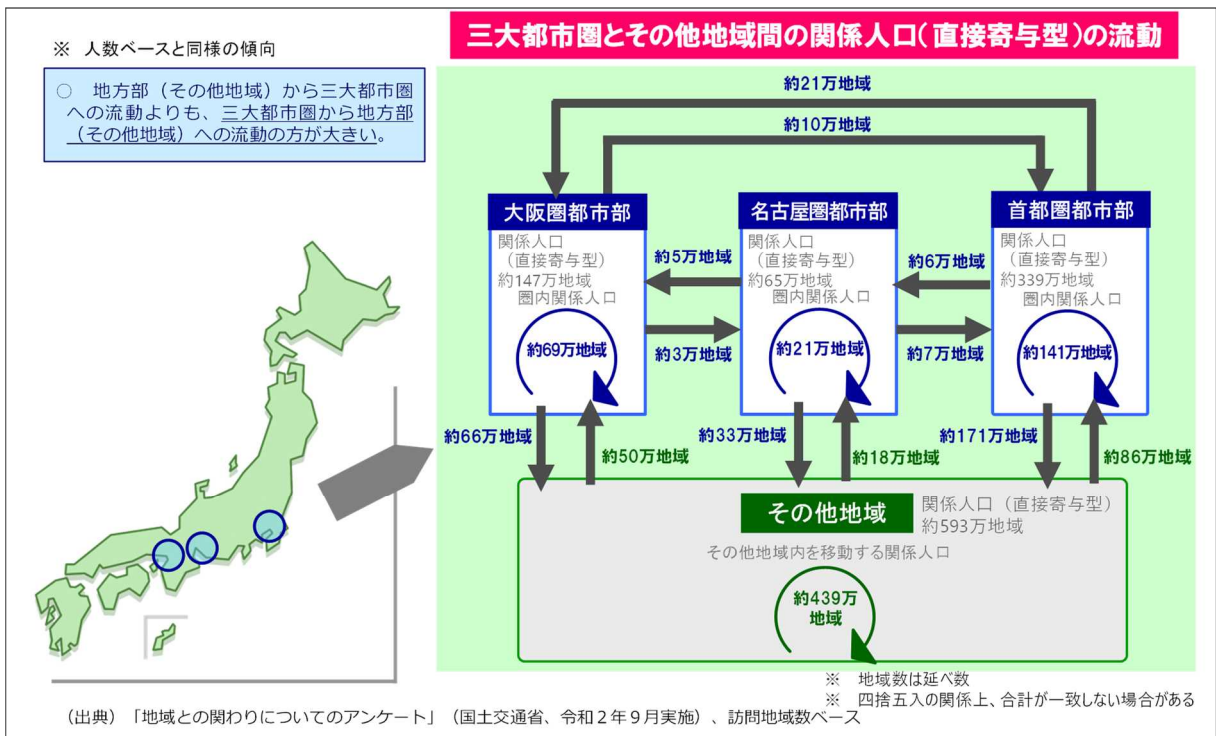 ※ 人数ベースと同様の傾向
○ 地方部（その他地域）から三大都市圏
への流動よりも、三大都市圏から地方部
（その他地域）への流動の方が大きい。
三大都市圏とその他地域間の関係人口（直接寄与型）の流動
約21万地域
約10万地域
大阪圏都市部
関係人口
（直接寄与型）
約147万地域
圏内関係人口
約69万地域
名古屋圏都市部
関係人口
（直接寄与型）
約65万地域
圏内関係人口
約21万地域
首都圏都市部
関係人口
（直接寄与型）
約339万地域
圏内関係人口
約141万地域
約5万地域
約3万地域
約6万地域
約7万地域
約66万地域
約50万地域
約33万地域
約18万地域
約171万地域
約86万地域
その他地域
関係人口（直接寄与型）
約593万地域
その他地域内を移動する関係人口
約439万
地域
※ 地域数は延べ数
※ 四捨五入の関係上、合計が一致しない場合がある
（出典）「地域との関わりについてのアンケート」（国土交通省、令和２年９月実施）、訪問地域数ベース